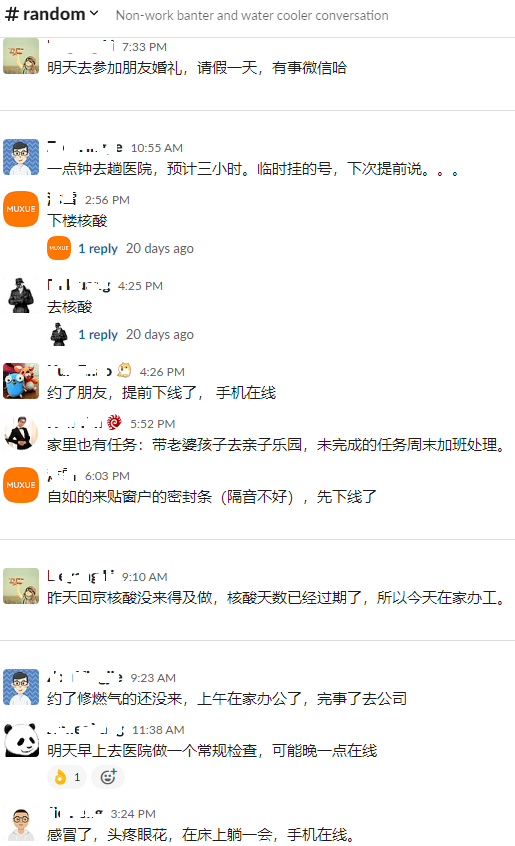 # random Non-work banter and water cooler conversation
7:33 PM
明天去参加朋友婚礼，请假一天，有事微信哈
10:55 AM
一点钟去趟医院，预计三小时。临时挂的号，下次提前说。。。
MUXUE
2:56 PM
下楼核酸
MUXUE 1 reply 20 days ago
4:25 PM
去核酸
1 reply 20 days ago
4:26 PM
约了朋友，提前下线了， 手机在线
5:52 PM
家里也有任务：带老婆孩子去亲子乐园，未完成的任务周末加班处理。
MUXUE
6:03 PM
自如的来贴窗户的密封条（隔音不好），先下线了
9:10 AM
昨天回京核酸没来得及做，核酸天数已经过期了，所以今天在家办工。
9:23 AM
约了修燃气的还没来，上午在家办公了，完事了去公司
11:38 AM
明天早上去医院做一个常规检查，可能晚一点在线
1
3:24 PM
感冒了，头疼眼花，在床上躺一会，手机在线。